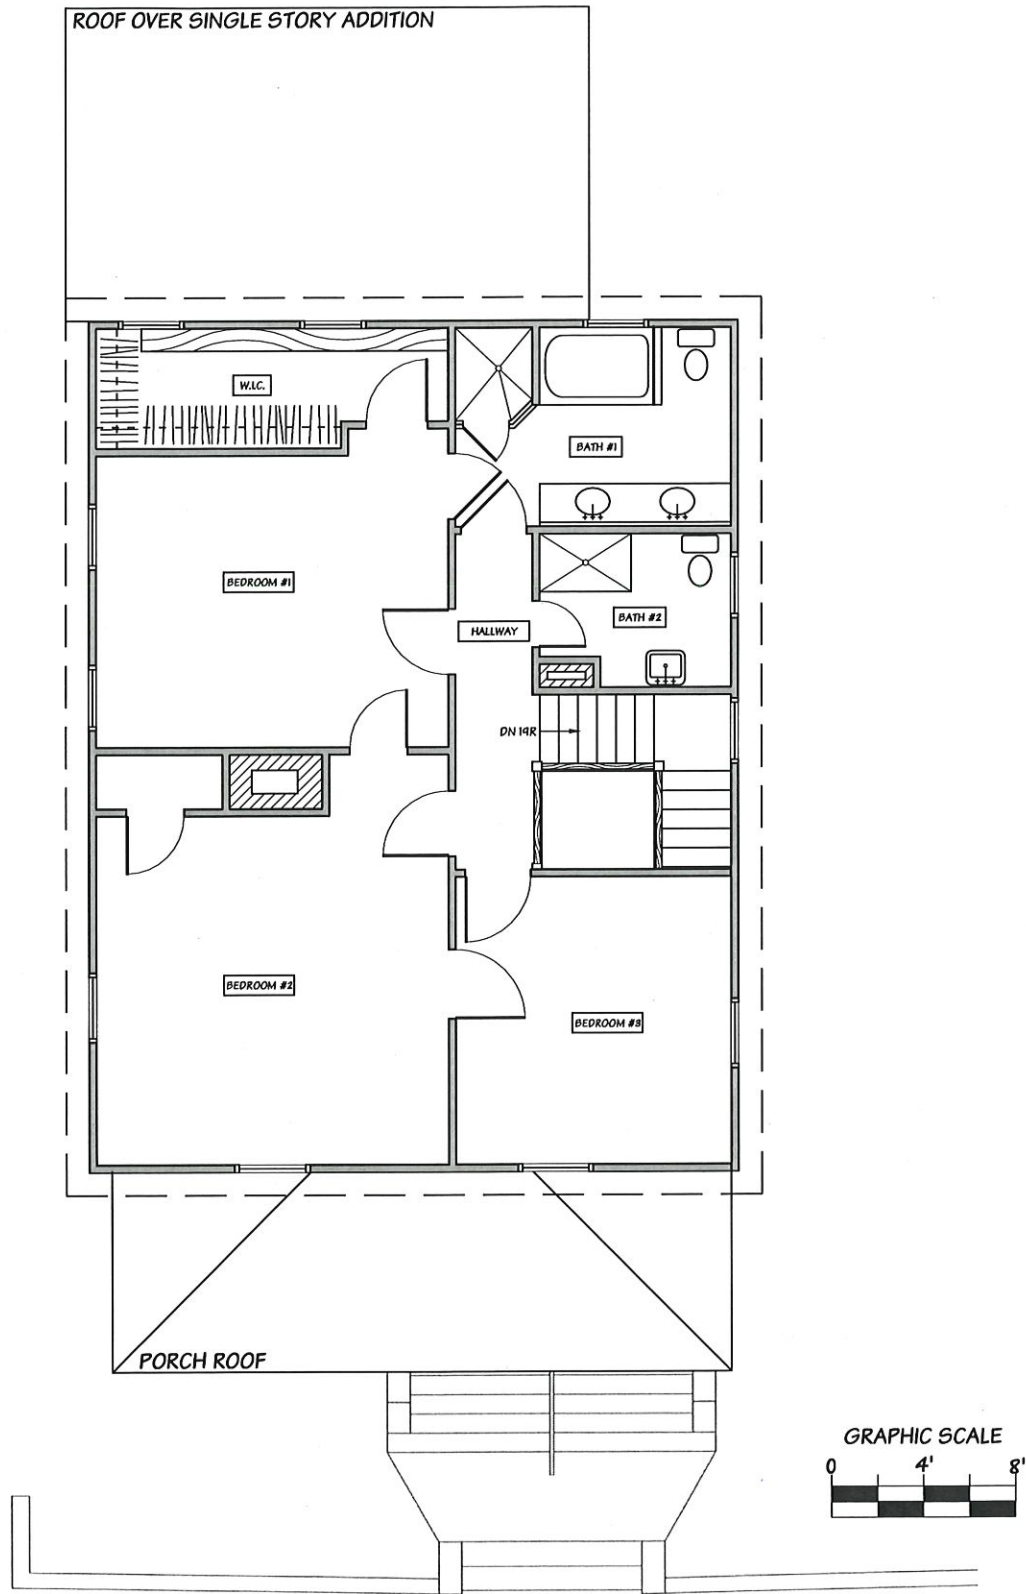 ROOF OVER SINGLE STORY ADDITION
W.I.C.
BATH #1
BEDROOM #1
BATH #2
HALLWAY
DN 19R
BEDROOM #2
BEDROOM #3
PORCH ROOF
GRAPHIC SCALE
0 4' 8'